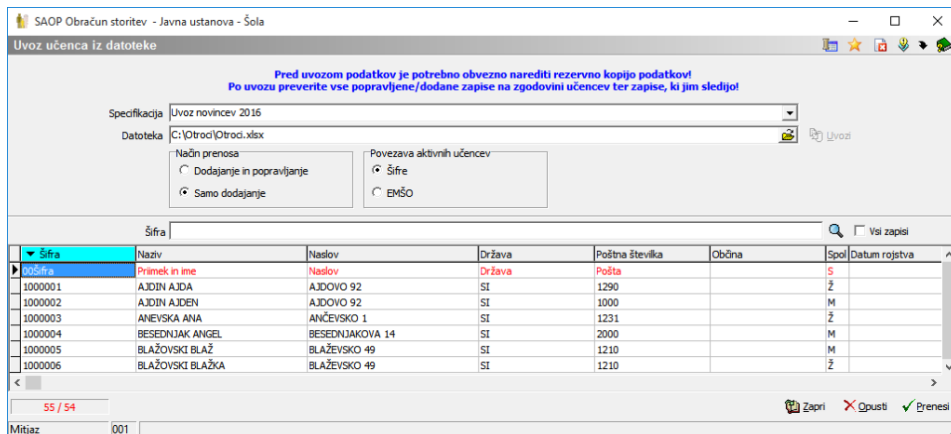 SAOP Obračun storitev - Javna ustanova - Šola
Uvoz učenca iz datoteke
Pred uvozom podatkov je potrebno obvezno narediti rezervno kopijo podatkov!
Po uvozu preverite vse popravljene/dodane zapise na zgodovini učencev ter zapise, ki jim sledijo!
Specifikacija Uvoz novincev 2016
Datoteka C:\Otroci\Otroci.xlsx Uvozi
Način prenosa Povezava aktivnih učencev
Dodajanje in popravljanje Šifre
Samo dodajanje EMŠO
Šifra Vsi zapisi
Šifra Naziv Naslov Država Poštna številka Občina Spol Datum rojstva
00Šifra Priimek in ime Naslov Država Pošta S
1000001 AJDIN AJDA AJDOVO 92 SI 1290 Ž
1000002 AJDIN AJDEN AJDOVO 92 SI 1000 M
1000003 ANEVSKA ANA ANČEVSKO 1 SI 1231 Ž
1000004 BESEDNJAK ANGEL BESEDNJAKOVA 14 SI 2000 M
1000005 BLAŽOVSKI BLAŽ BLAŽEVSKO 49 SI 1210 M
1000006 BLAŽOVSKI BLAŽKA BLAŽEVSKO 49 SI 1210 Ž
55 / 54 Zapri Opusti Prenesi
Mitjaz 001